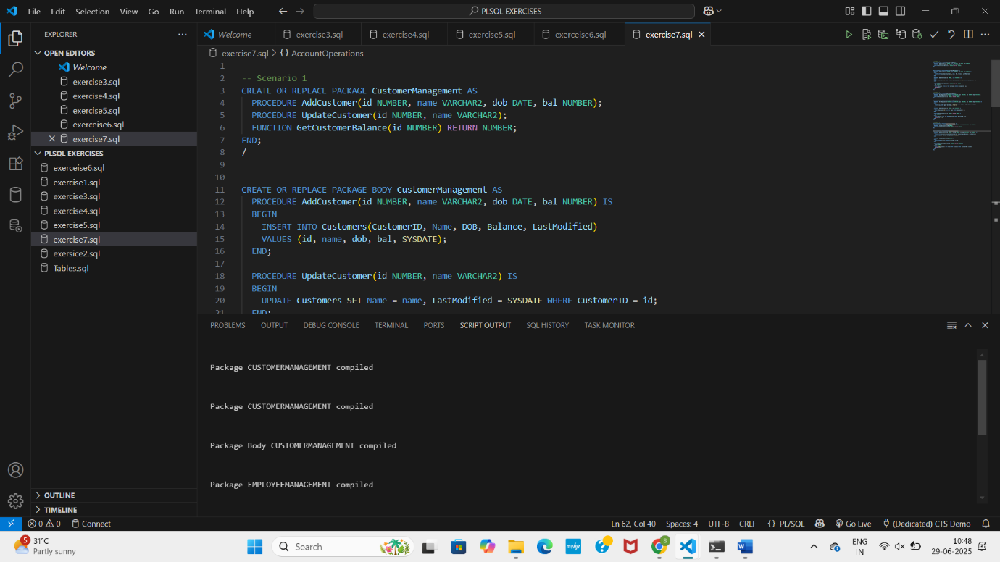 File Edit Selection View Go Run Terminal Help
PLSQL EXERCISES
EXPLORER
OPEN EDITORS
Welcome
exercise3.sql
exercise4.sql
exercise5.sql
exerceise6.sql
exercise7.sql
PLSQL EXERCISES
exerceise6.sql
exercise1.sql
exercise3.sql
exercise4.sql
exercise5.sql
exercise7.sql
exersice2.sql
Tables.sql
OUTLINE
TIMELINE
Welcome exercise3.sql exercise4.sql exercise5.sql exerceise6.sql exercise7.sql
exercise7.sql > {} AccountOperations
1
2 -- Scenario 1
3 CREATE OR REPLACE PACKAGE CustomerManagement AS
4 PROCEDURE AddCustomer(id NUMBER, name VARCHAR2, dob DATE, bal NUMBER);
5 PROCEDURE UpdateCustomer(id NUMBER, name VARCHAR2);
6 FUNCTION GetCustomerBalance(id NUMBER) RETURN NUMBER;
7 END;
8 /
9
10
11 CREATE OR REPLACE PACKAGE BODY CustomerManagement AS
12 PROCEDURE AddCustomer(id NUMBER, name VARCHAR2, dob DATE, bal NUMBER) IS
13 BEGIN
14 INSERT INTO Customers(CustomerID, Name, DOB, Balance, LastModified)
15 VALUES (id, name, dob, bal, SYSDATE);
16 END;
17
18 PROCEDURE UpdateCustomer(id NUMBER, name VARCHAR2) IS
19 BEGIN
20 UPDATE Customers SET Name = name, LastModified = SYSDATE WHERE CustomerID = id;
21 END;
PROBLEMS OUTPUT DEBUG CONSOLE TERMINAL PORTS SCRIPT OUTPUT SQL HISTORY TASK MONITOR
Package CUSTOMERMANAGEMENT compiled
Package CUSTOMERMANAGEMENT compiled
Package Body CUSTOMERMANAGEMENT compiled
Package EMPLOYEEMANAGEMENT compiled
0 0 Connect
Ln 62, Col 40 Spaces: 4 UTF-8 CRLF {} PL/SQL Go Live (Dedicated) CTS Demo
5
31°C
Partly sunny
Search
myhp
S
ENG
IN
10:48
29-06-2025